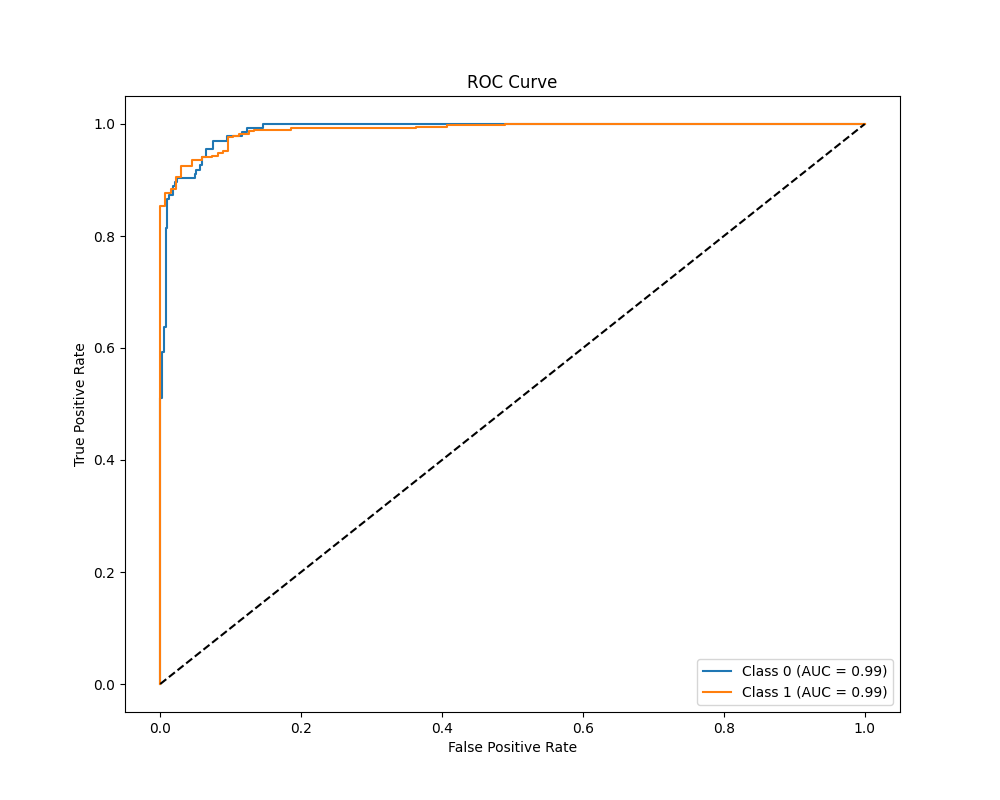 ROC Curve
True Positive Rate
1.0
0.8
0.6
0.4
0.2
0.0
Class 0 (AUC = 0.99)
Class 1 (AUC = 0.99)
0.0 0.2 0.4 0.6 0.8 1.0
False Positive Rate